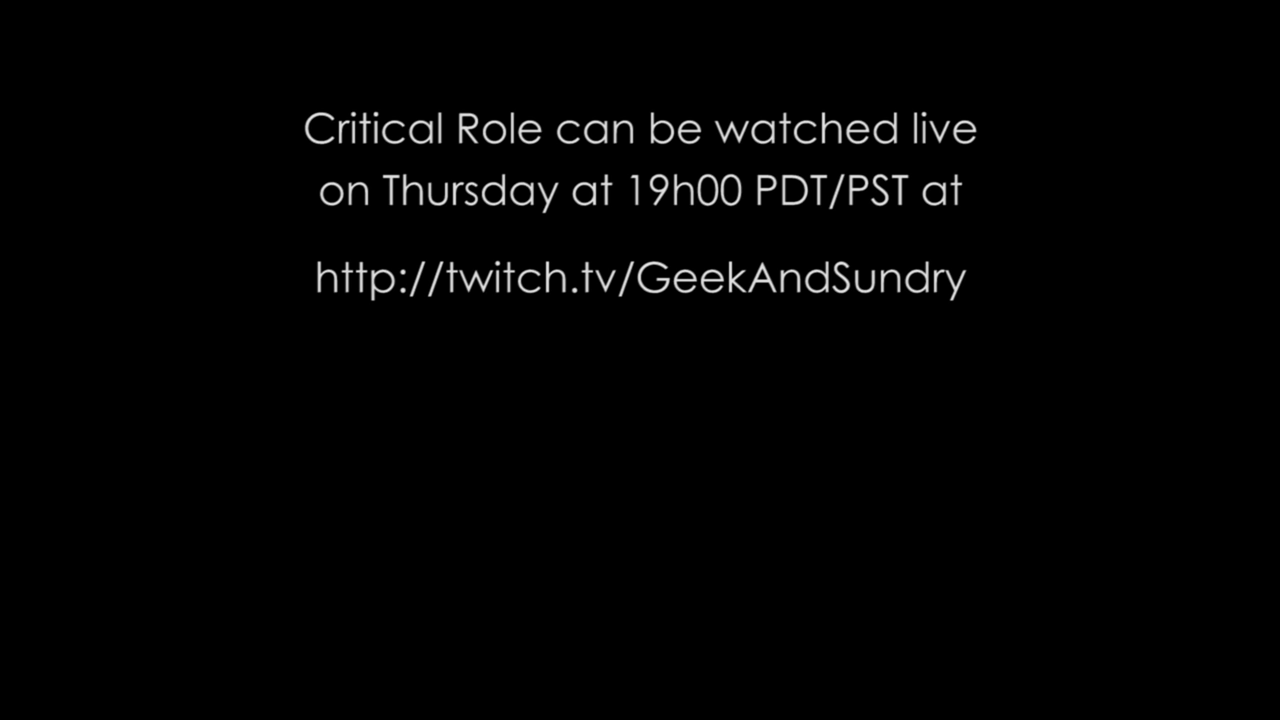 Critical Role can be watched live
on Thursday at 19h00 PDT/PST at
http://twitch.tv/GeekAndSundry